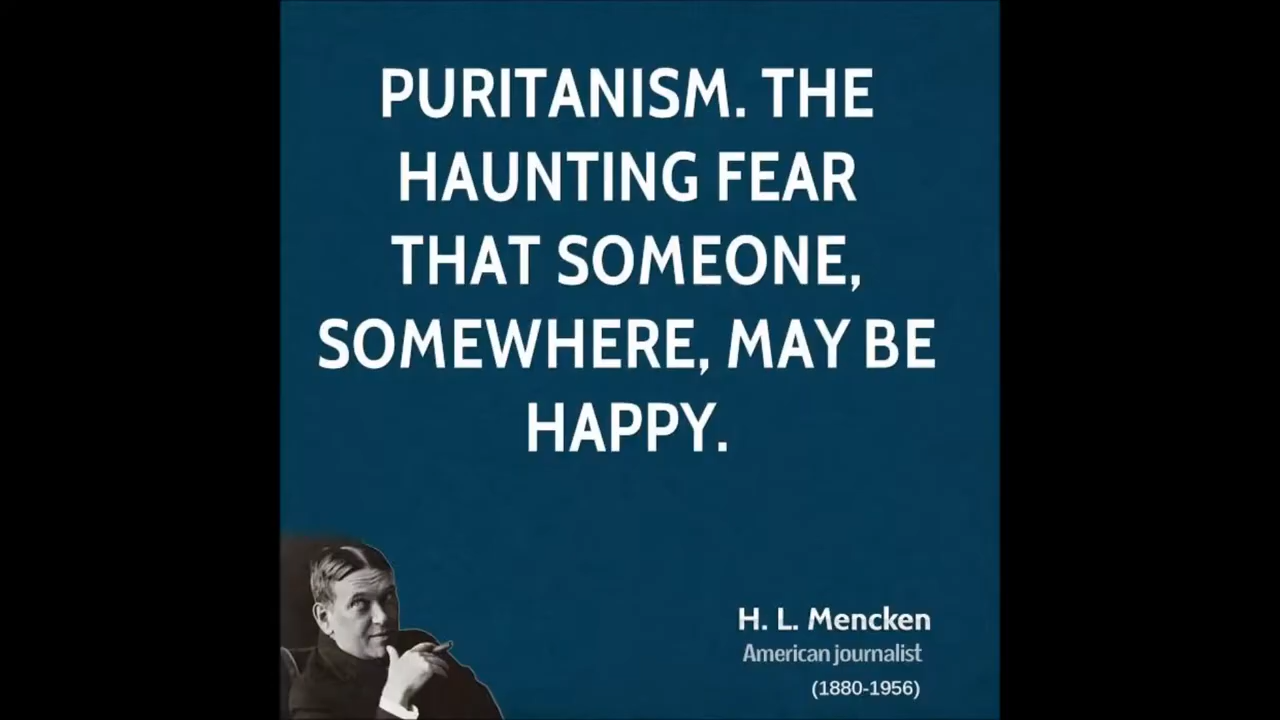 PURITANISM. THE
HAUNTING FEAR
THAT SOMEONE,
SOMEWHERE, MAY BE
HAPPY.
H. L. Mencken
American journalist
(1880-1956)